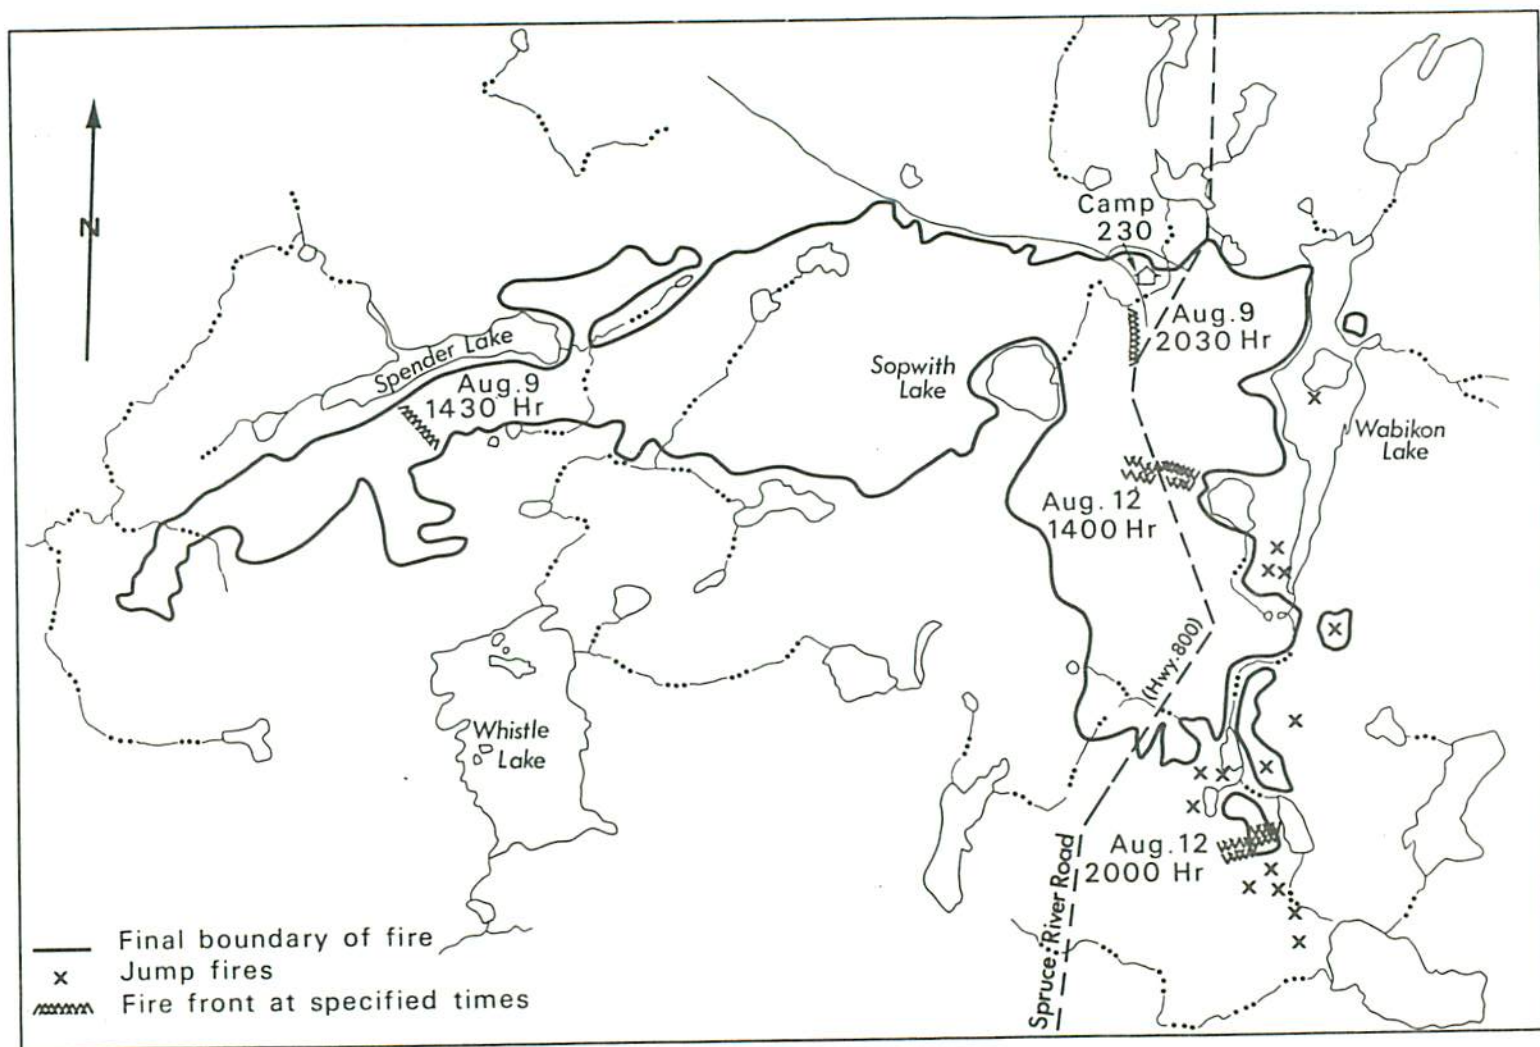 N
Camp
230
Aug. 9
2030 Hr
Spender Lake
Aug. 9
1430 Hr
Sopwith
Lake
Wabikon
Lake
Aug. 12
1400 Hr
(Hwy. 800)
Whistle
Lake
Aug. 12
2000 Hr
Spruce River Road
Final boundary of fire
x Jump fires
Fire front at specified times